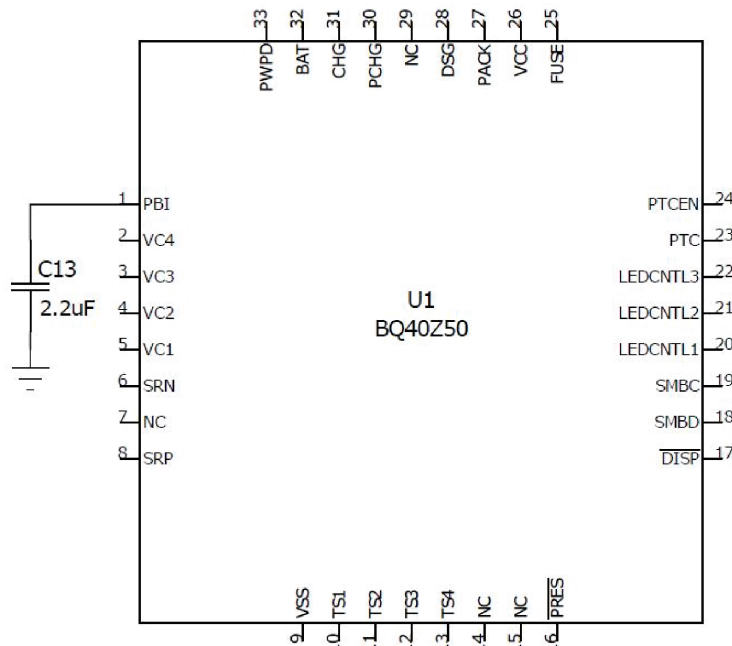 33 32 31 30 29 28 27 26 25
PWPD BAT CHG PCHG NC DSG PACK VCC FUSE
1 PBI
2 VC4
3 VC3
4 VC2
5 VC1
6 SRN
7 NC
8 SRP
C13
2.2uF
U1
BQ40Z50
PTCEN 24
PTC 23
LEDCNTL3 22
LEDCNTL2 21
LEDCNTL1 20
SMBC 19
SMBD 18
DISP 17
VSS TS1 TS2 TS3 TS4 NC NC PRES
9